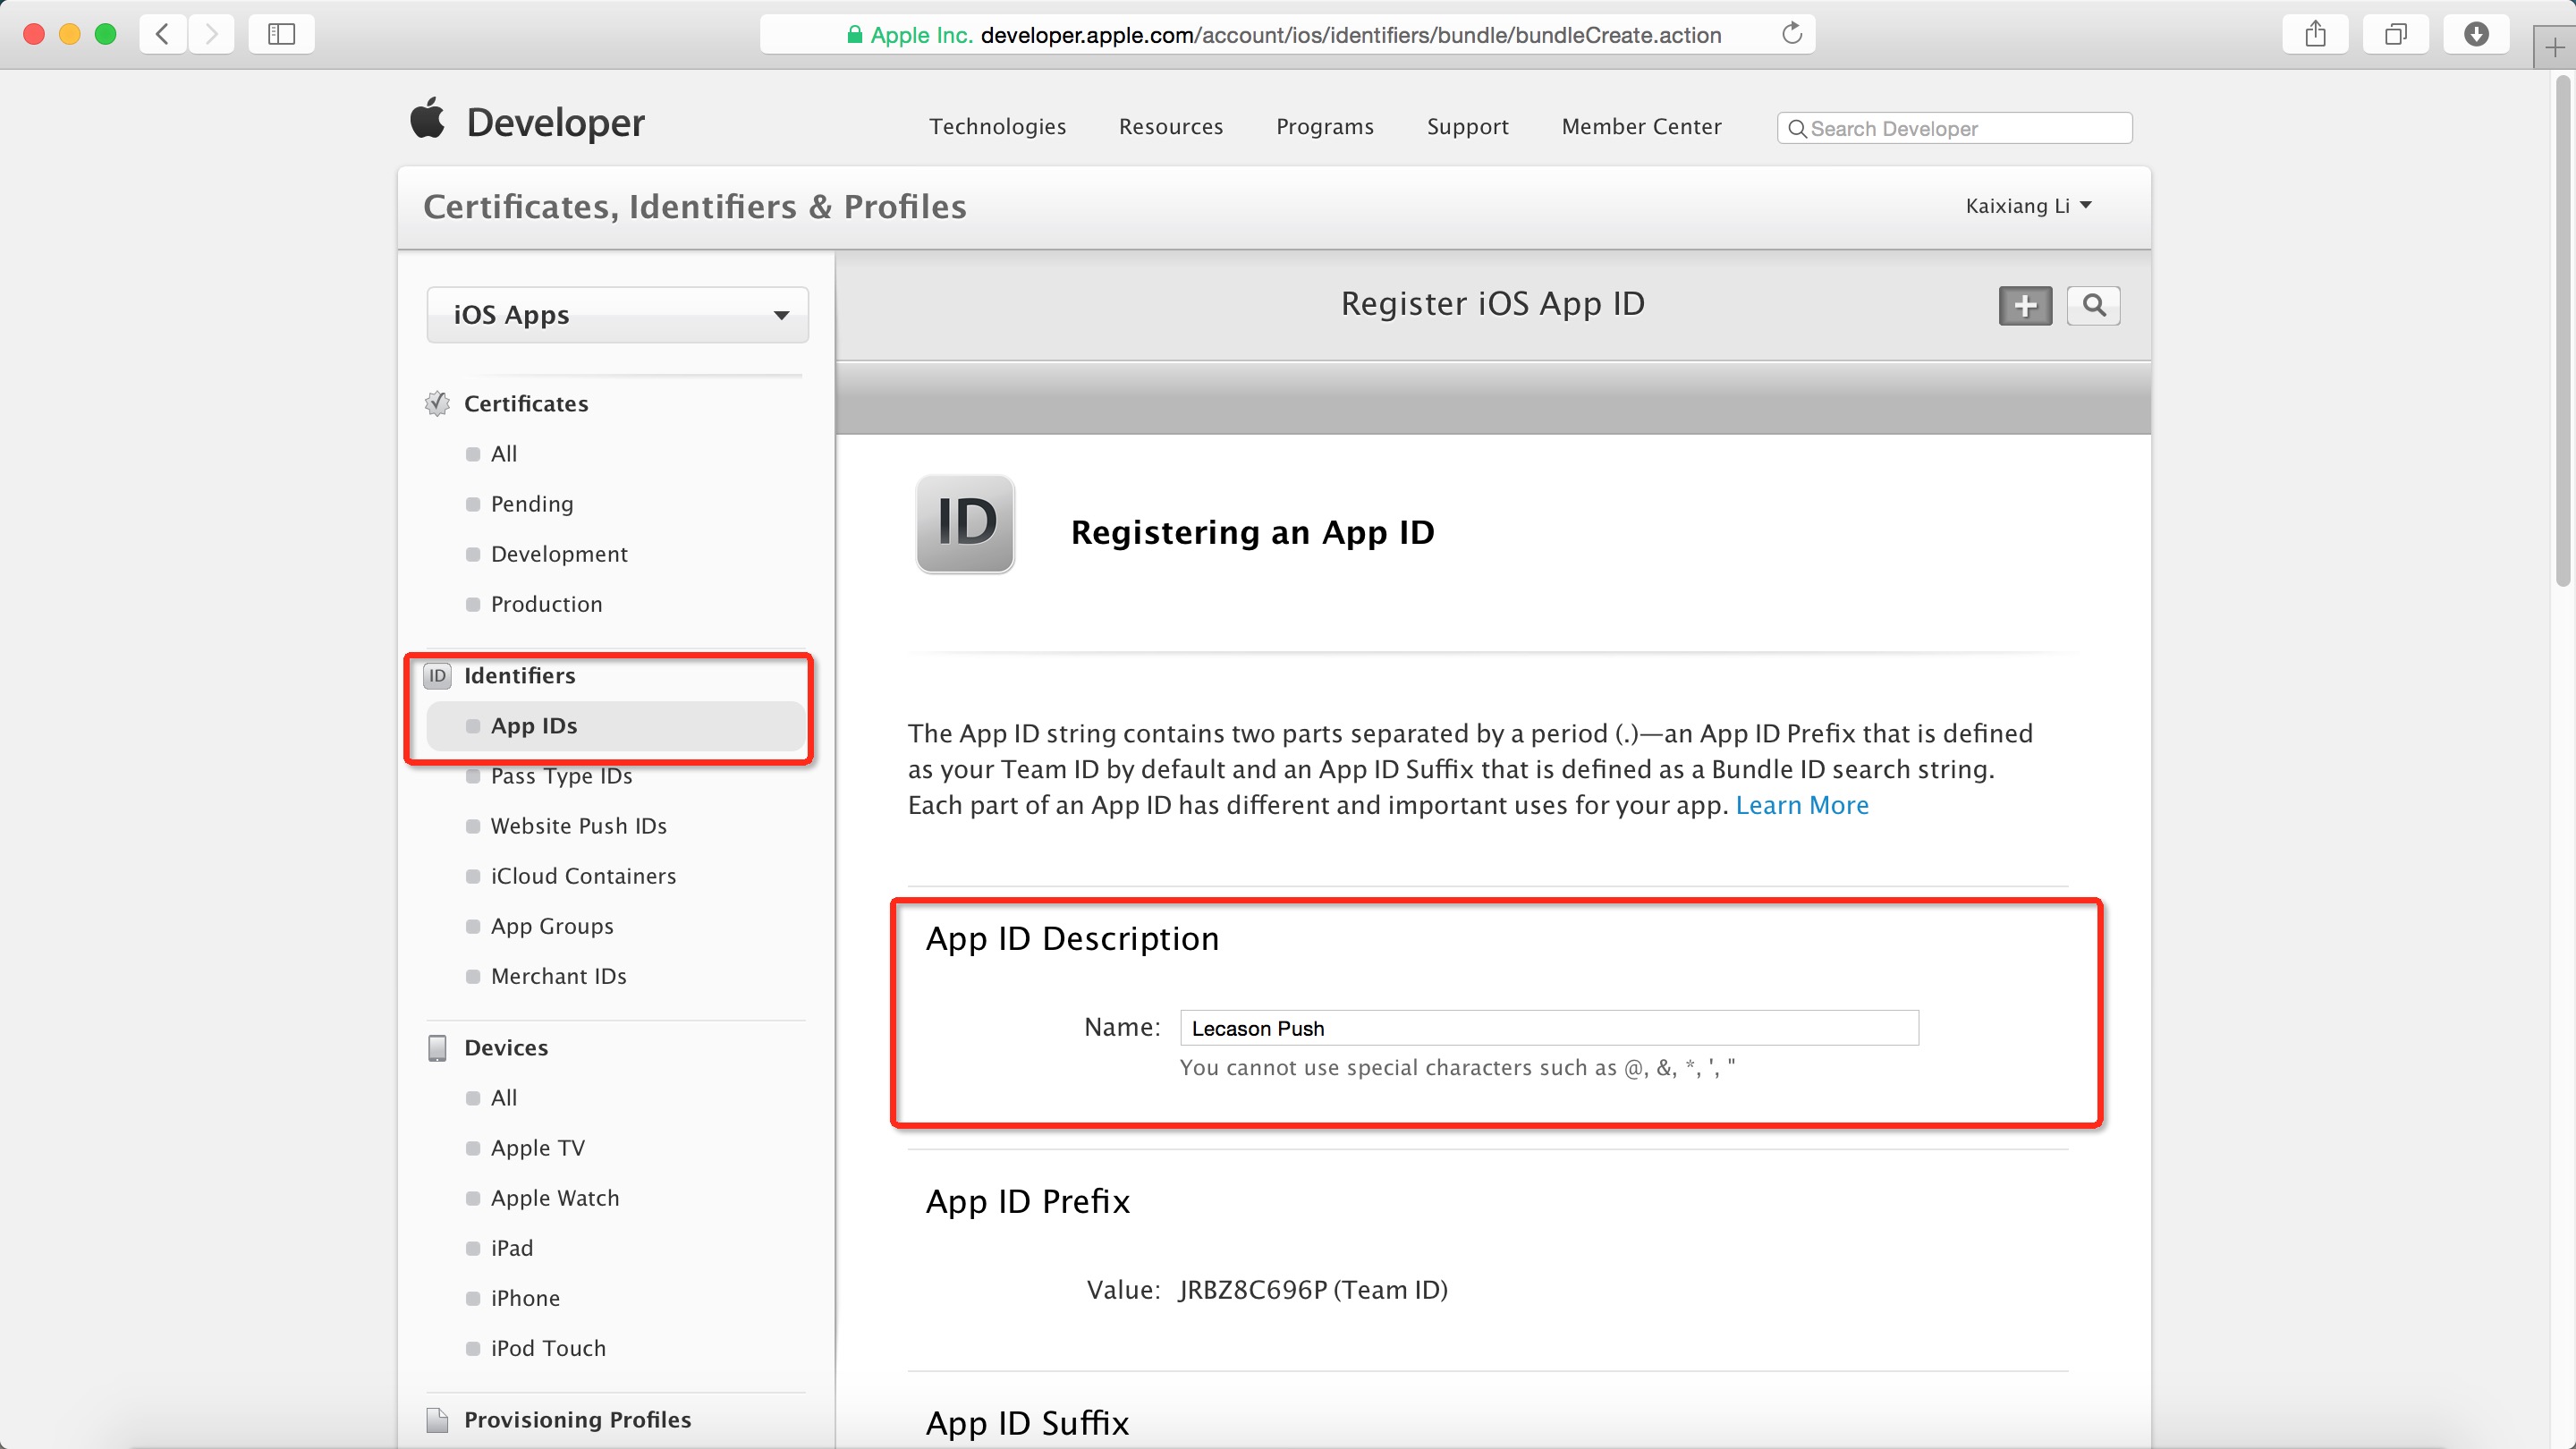 Apple Inc. developer.apple.com/account/ios/identifiers/bundle/bundleCreate.action
Developer
Technologies Resources Programs Support Member Center Search Developer
Certificates, Identifiers & Profiles
Kaixiang Li
iOS Apps
Certificates
All
Pending
Development
Production
ID Identifiers
App IDs
Pass Type IDs
Website Push IDs
iCloud Containers
App Groups
Merchant IDs
Devices
All
Apple TV
Apple Watch
iPad
iPhone
iPod Touch
Provisioning Profiles
Register iOS App ID
ID
Registering an App ID
The App ID string contains two parts separated by a period (.)—an App ID Prefix that is defined
as your Team ID by default and an App ID Suffix that is defined as a Bundle ID search string.
Each part of an App ID has different and important uses for your app. Learn More
App ID Description
Name: Lecason Push
You cannot use special characters such as @, &, *, ', "
App ID Prefix
Value: JRBZ8C696P (Team ID)
App ID Suffix